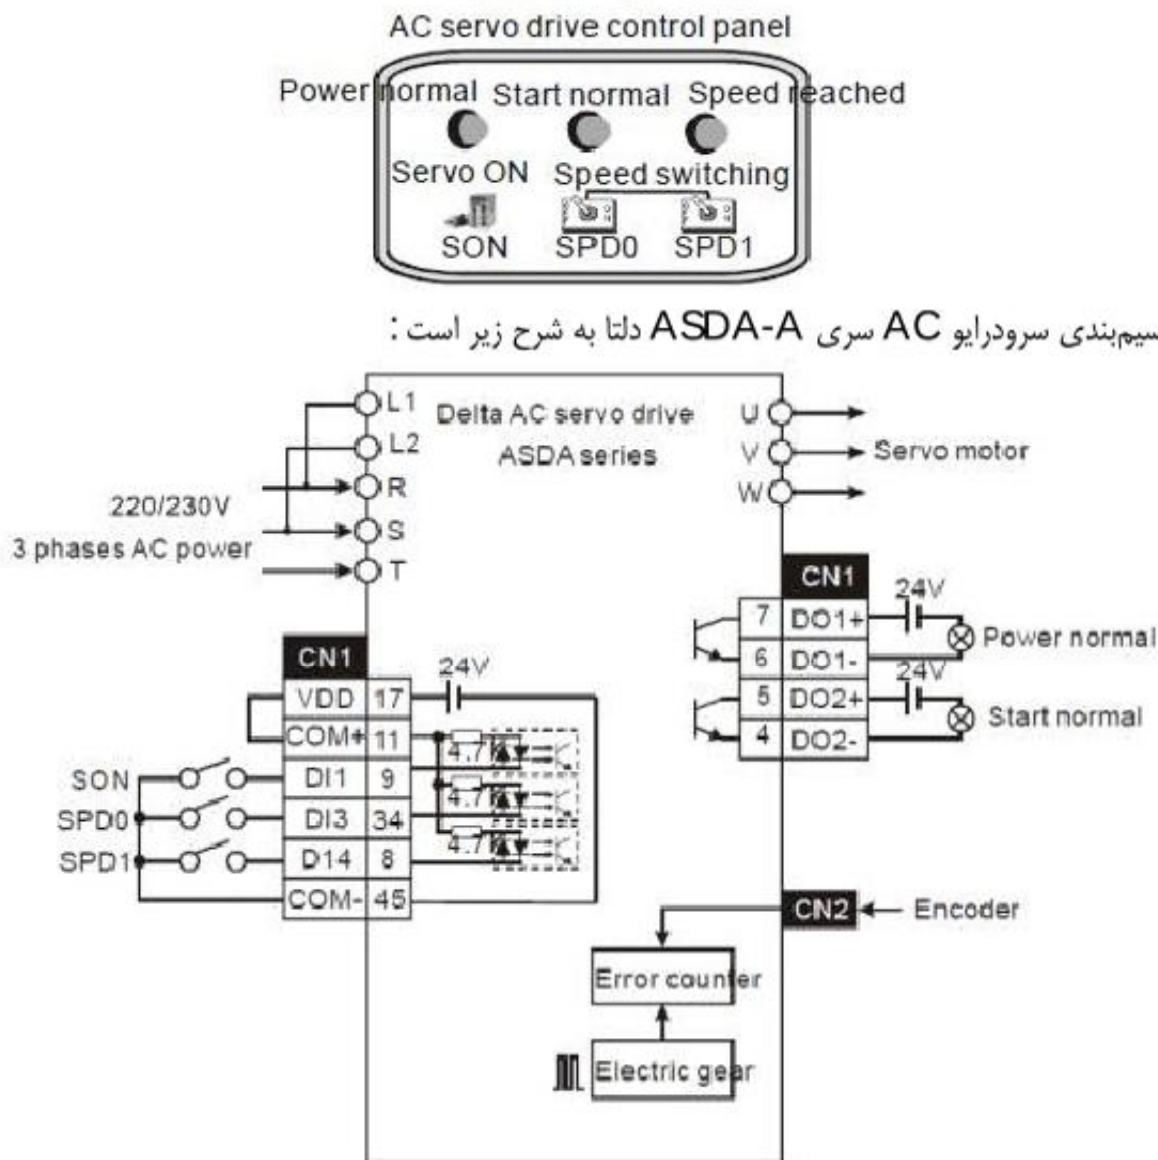 AC servo drive control panel
Power normal Start normal Speed reached
Servo ON Speed switching
SON SPD0 SPD1
سیم‌بندی سرودرایو AC سری ASDA-A دلتا به شرح زیر است :
L1
L2
R
S
T
220/230V
3 phases AC power
Delta AC servo drive
ASDA series
U
V
W
Servo motor
CN1
VDD 17
COM+ 11
DI1 9
DI3 34
D14 8
COM- 45
SON
SPD0
SPD1
24V
4.7
4.7
4.7
CN1
7 DO1+
6 DO1-
5 DO2+
4 DO2-
24V
Power normal
24V
Start normal
CN2
Encoder
Error counter
Electric gear